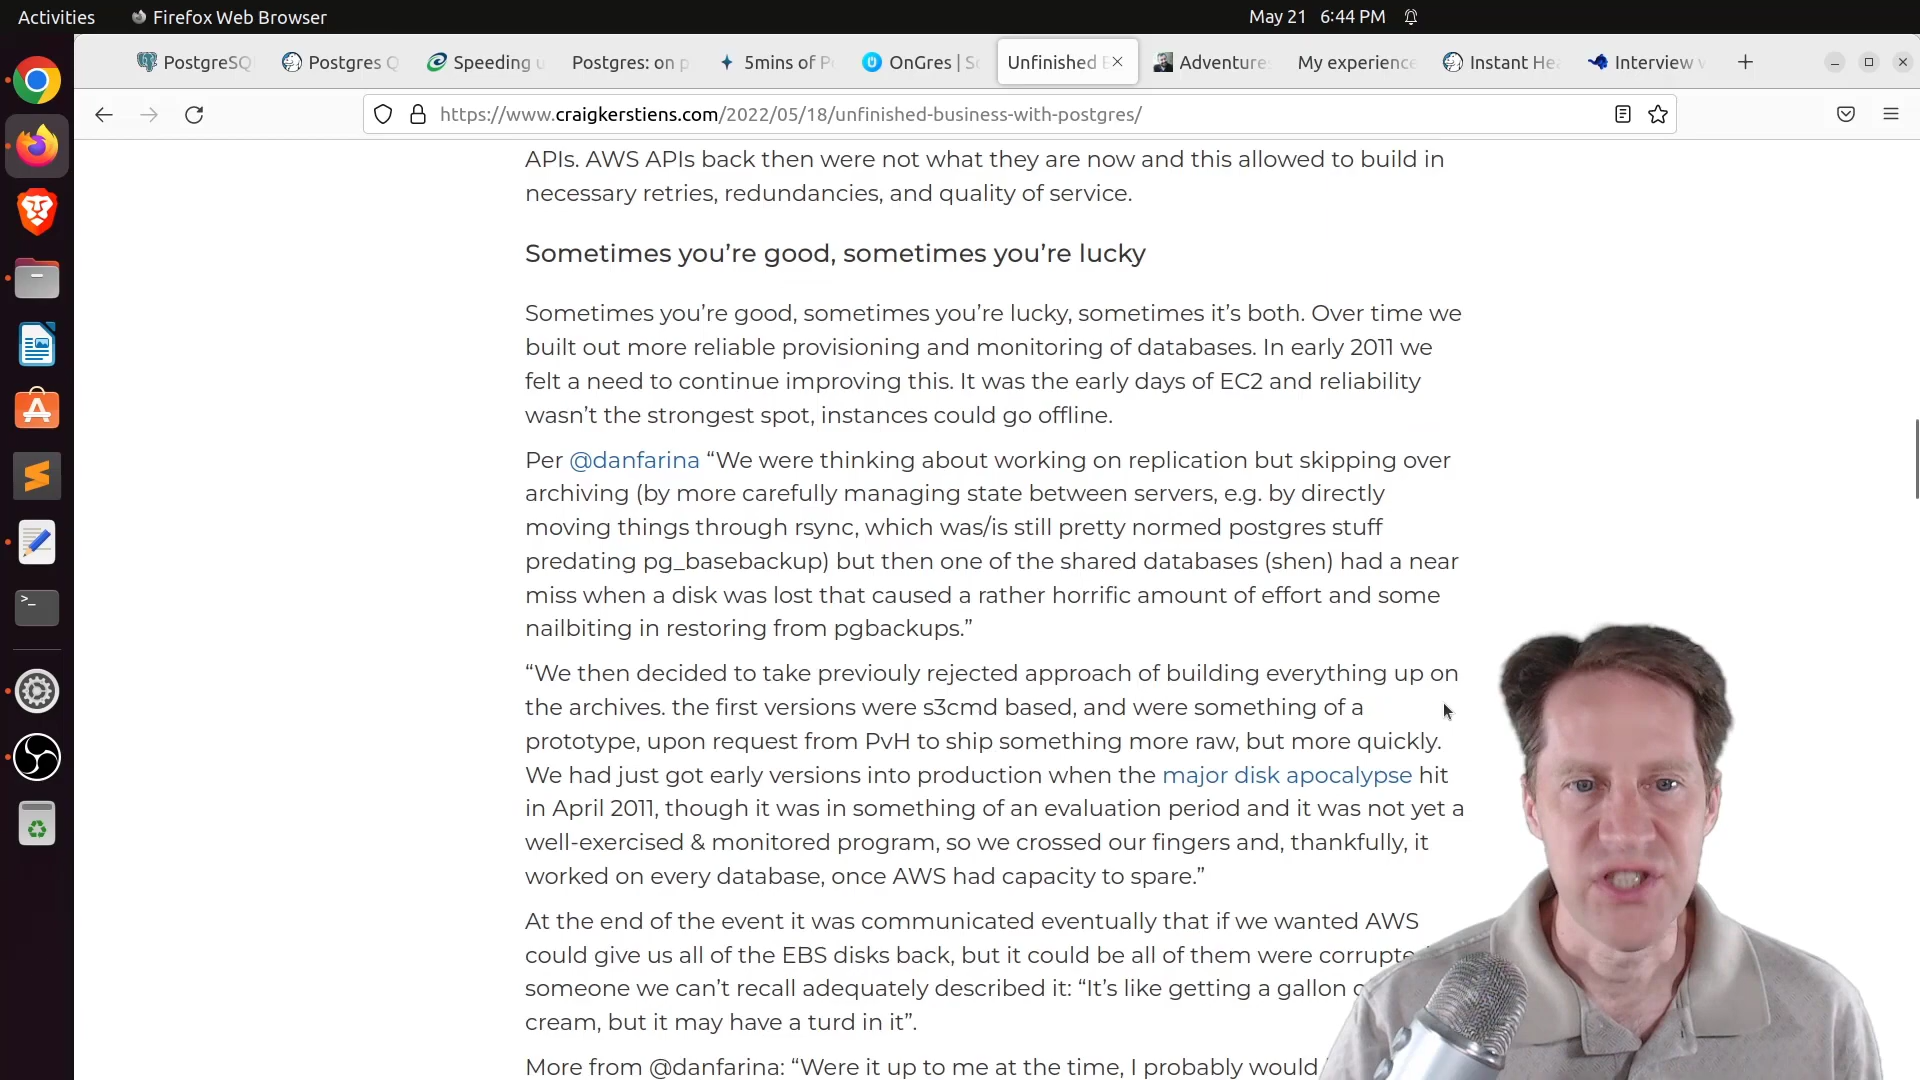 Activities Firefox Web Browser May 21 6:44 PM
PostgreSQ Postgres Q Speeding u Postgres: on p 5mins of P OnGres | S Unfinished Adventure My experienc Instant He Interview
https://www.craigkerstiens.com/2022/05/18/unfinished-business-with-postgres/
APIs. AWS APIs back then were not what they are now and this allowed to build in
necessary retries, redundancies, and quality of service.
Sometimes you’re good, sometimes you’re lucky
Sometimes you’re good, sometimes you’re lucky, sometimes it’s both. Over time we
built out more reliable provisioning and monitoring of databases. In early 2011 we
felt a need to continue improving this. It was the early days of EC2 and reliability
wasn’t the strongest spot, instances could go offline.
Per @danfarina “We were thinking about working on replication but skipping over
archiving (by more carefully managing state between servers, e.g. by directly
moving things through rsync, which was/is still pretty normed postgres stuff
predating pg_basebackup) but then one of the shared databases (shen) had a near
miss when a disk was lost that caused a rather horrific amount of effort and some
nailbiting in restoring from pgbackups.”
“We then decided to take previouly rejected approach of building everything up on
the archives. the first versions were s3cmd based, and were something of a
prototype, upon request from PvH to ship something more raw, but more quickly.
We had just got early versions into production when the major disk apocalypse hit
in April 2011, though it was in something of an evaluation period and it was not yet a
well-exercised & monitored program, so we crossed our fingers and, thankfully, it
worked on every database, once AWS had capacity to spare.”
At the end of the event it was communicated eventually that if we wanted AWS
could give us all of the EBS disks back, but it could be all of them were corrupte
someone we can’t recall adequately described it: “It’s like getting a gallon
cream, but it may have a turd in it”.
More from @danfarina: “Were it up to me at the time, I probably would